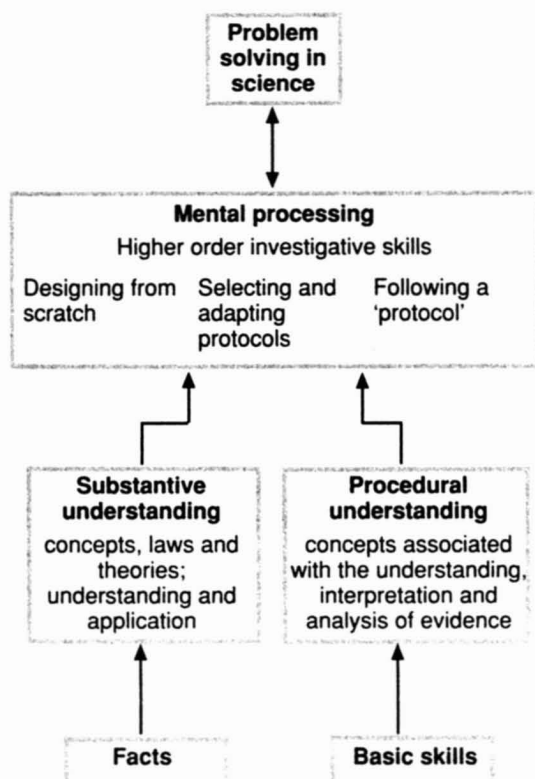 Problem
solving in
science
Mental processing
Higher order investigative skills
Designing from
scratch
Selecting and
adapting
protocols
Following a
'protocol'
Substantive
understanding
concepts, laws and
theories;
understanding and
application
Procedural
understanding
concepts associated
with the understanding,
interpretation and
analysis of evidence
Facts
Basic skills